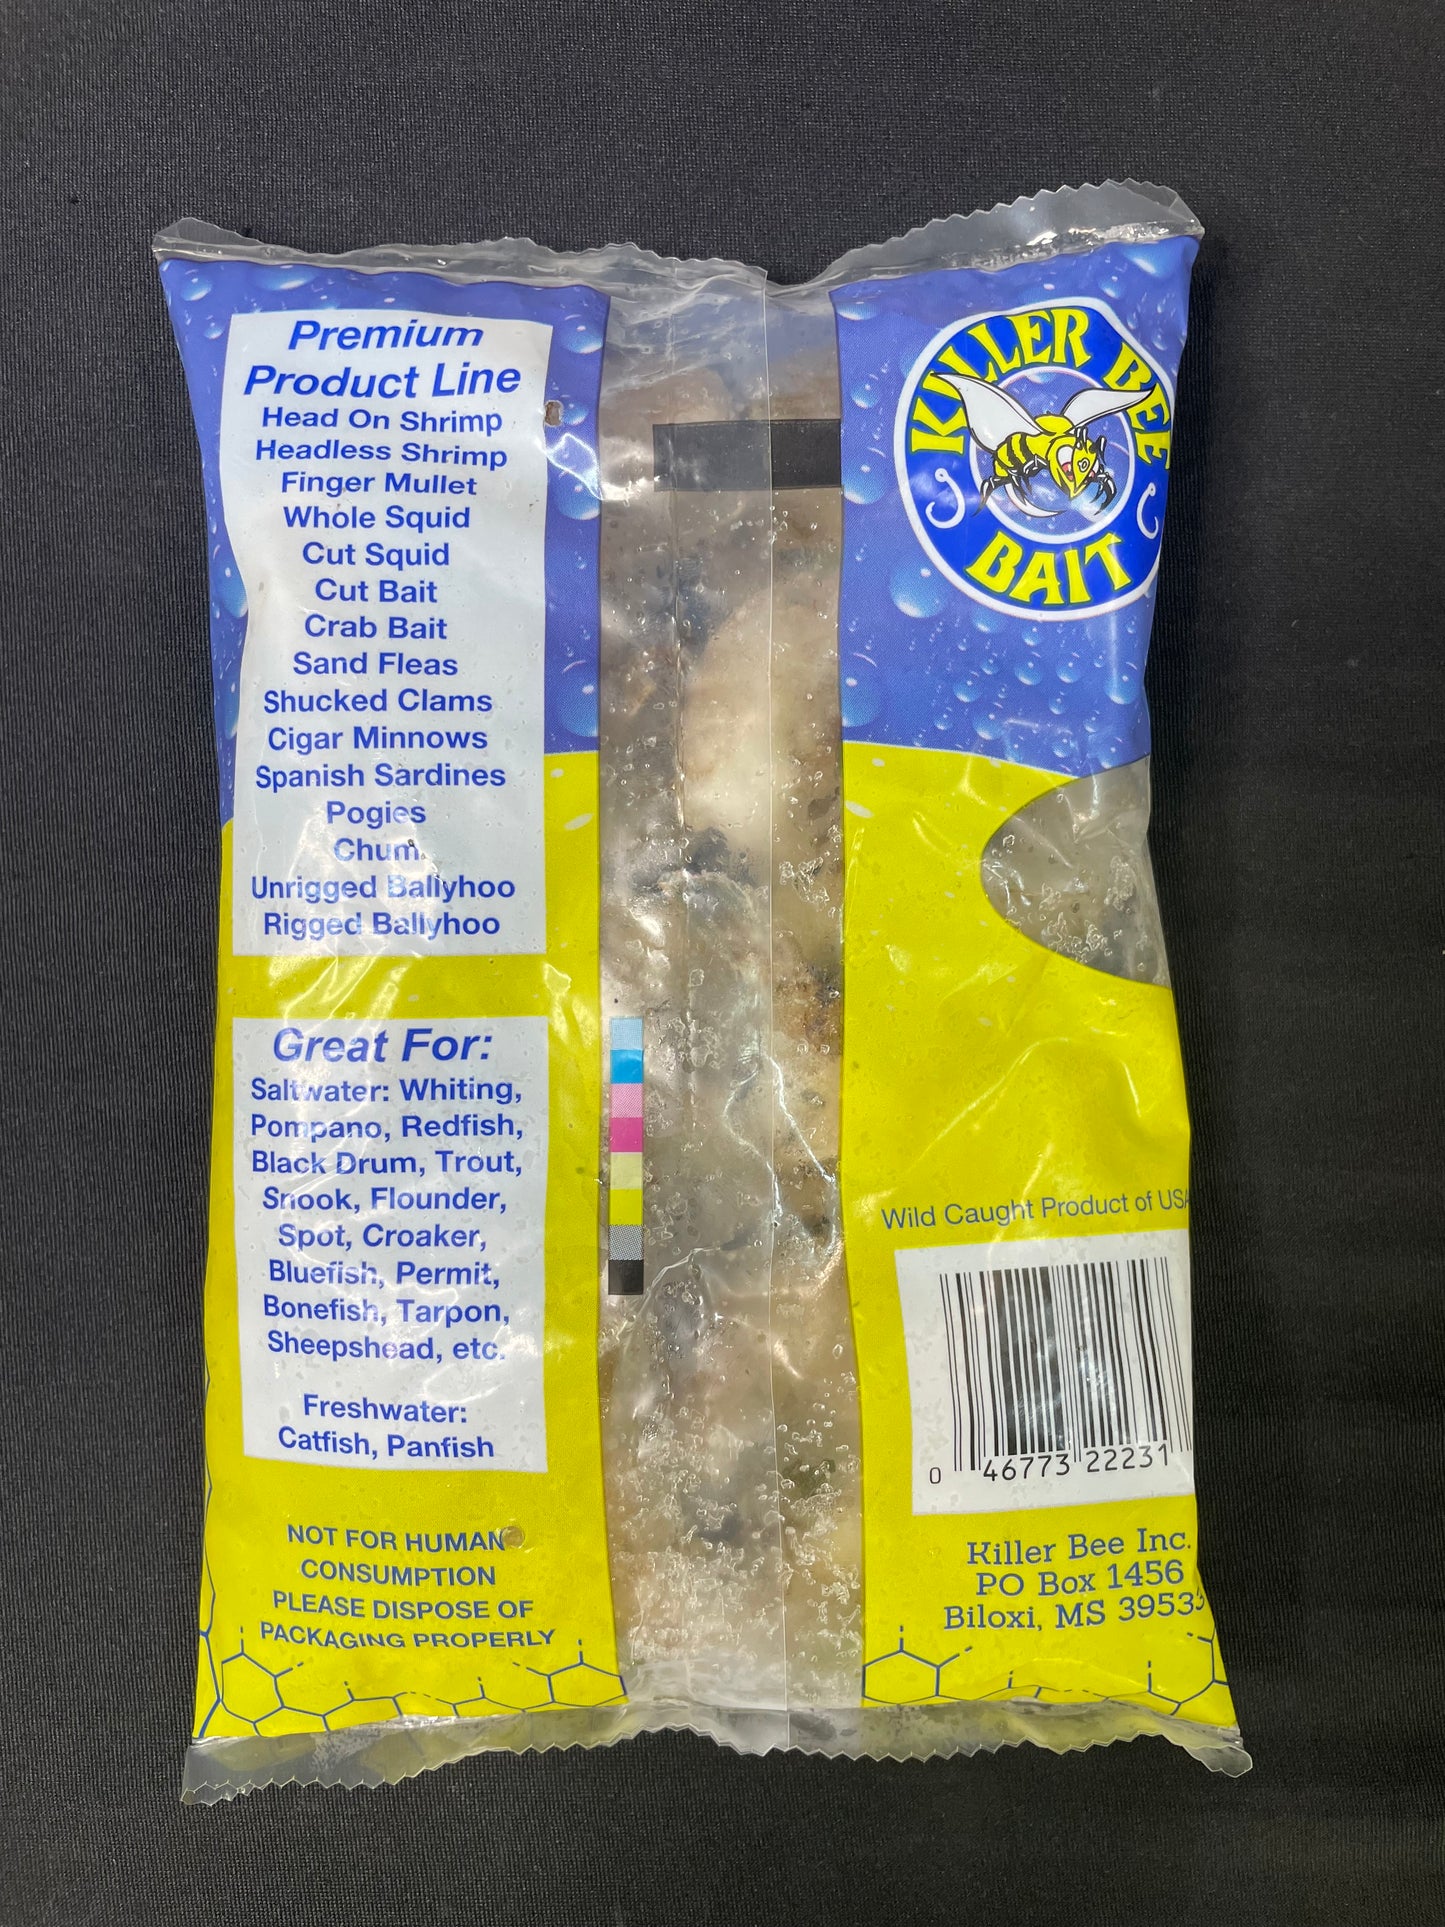 Premium
Product Line
Head On Shrimp
Headless Shrimp
Finger Mullet
Whole Squid
Cut Squid
Cut Bait
Crab Bait
Sand Fleas
Shucked Clams
Cigar Minnows
Spanish Sardines
Pogies
Chum
Unrigged Ballyhoo
Rigged Ballyhoo
Great For:
Saltwater: Whiting,
Pompano, Redfish,
Black Drum, Trout,
Snook, Flounder,
Spot, Croaker,
Bluefish, Permit,
Bonefish, Tarpon,
Sheepshead, etc.
Freshwater:
Catfish, Panfish
NOT FOR HUMAN
CONSUMPTION
PLEASE DISPOSE OF
PACKAGING PROPERLY
KILLER BEE
BAIT
Wild Caught Product of USA
0 46773 22231
Killer Bee Inc.
PO Box 1456
Biloxi, MS 39533